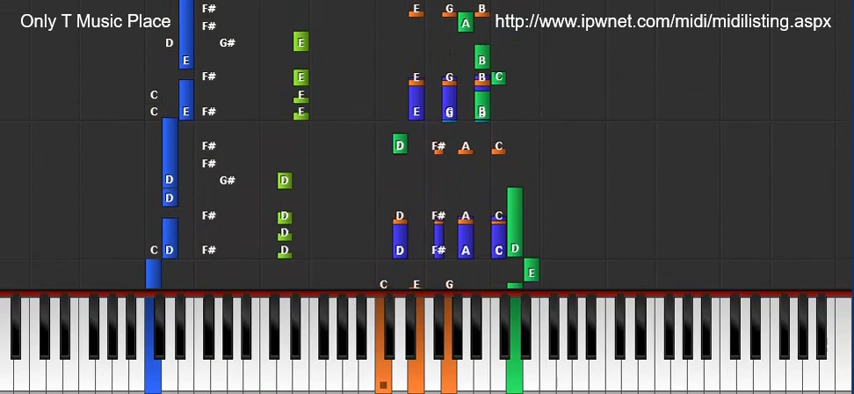 Only T Music Place
http://www.ipwnet.com/midi/midilisting.aspx
F# E G B
F# A
D G# E
E B
F# E E G B C
C E
C E F# E E G B
D F# A C
F#
D G# D
D
F# D D F# A C
D
C D F# D D F# A C D
E
C E G